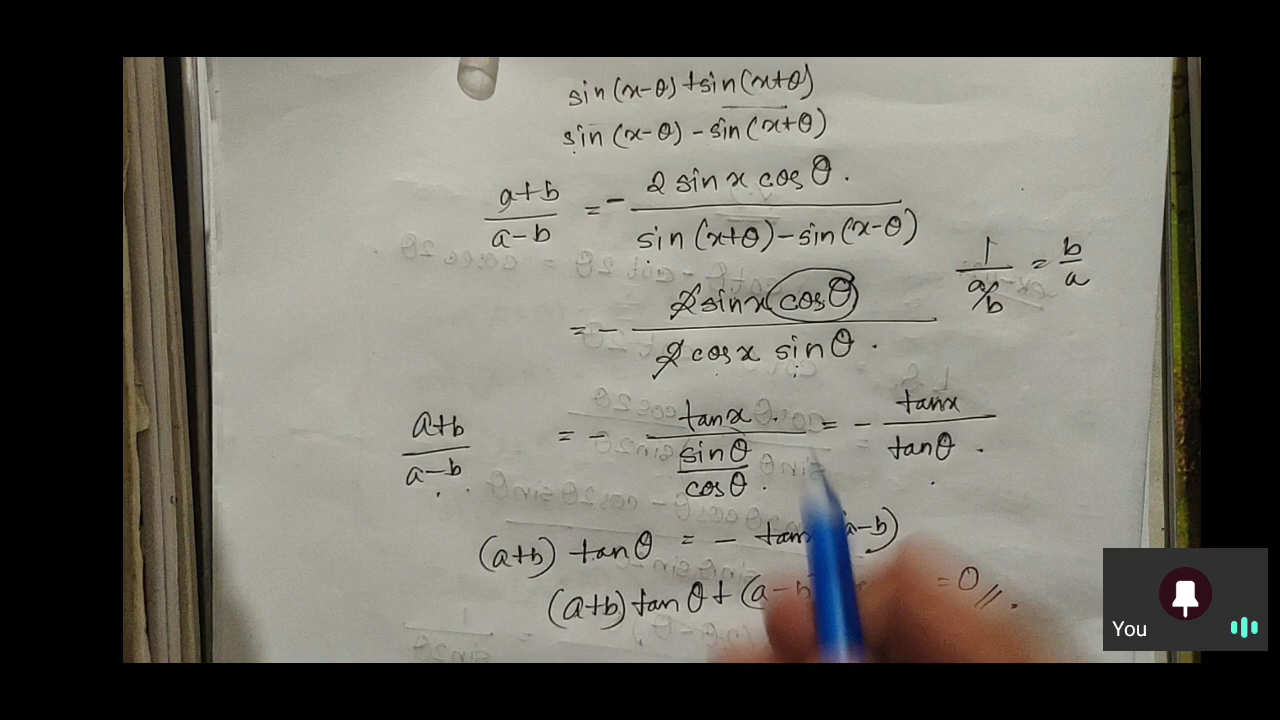 sin(x-θ)+sin(x+θ)
sin(x-θ)-sin(x+θ)
a+b/a-b = - 2 sin x cos θ. / sin(x+θ)-sin(x-θ)
= - 2 sin x cos θ / 2 cos x sin θ.
1/(a/b) = b/a
a+b/a-b = - tan x / (sin θ/cos θ) = - tan x / tan θ.
(a+b) tan θ = - tan a-b)
(a+b) tan θ + (a-b = 0 //.
You